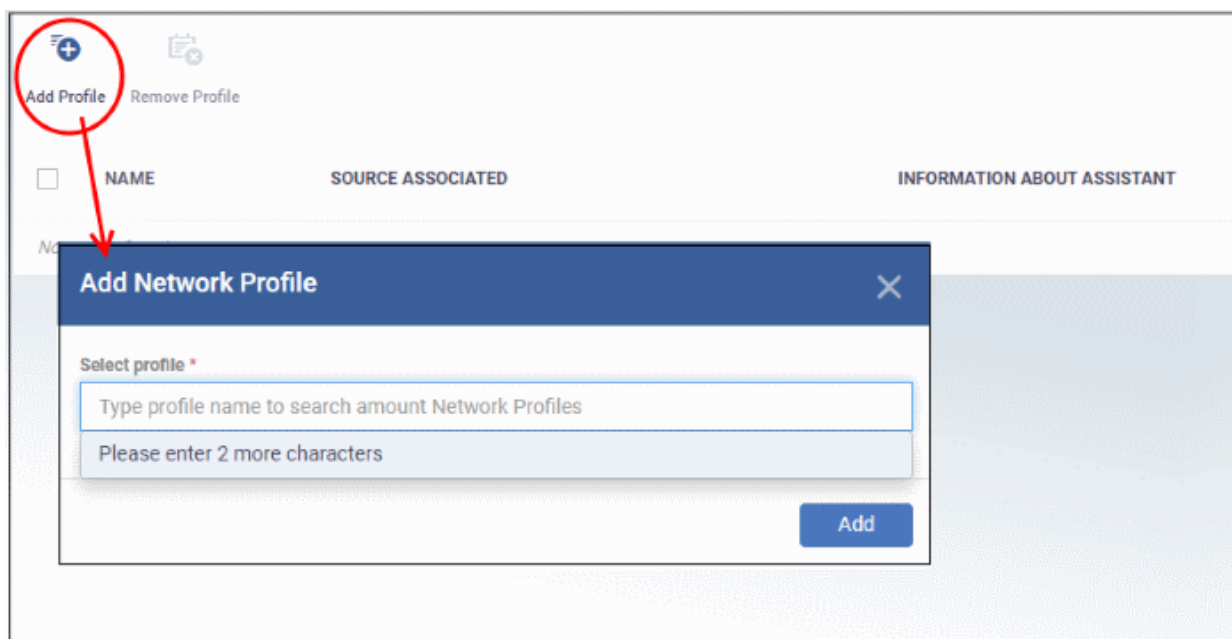 Add Profile Remove Profile
NAME SOURCE ASSOCIATED INFORMATION ABOUT ASSISTANT
Add Network Profile
Select profile *
Type profile name to search amount Network Profiles
Please enter 2 more characters
Add